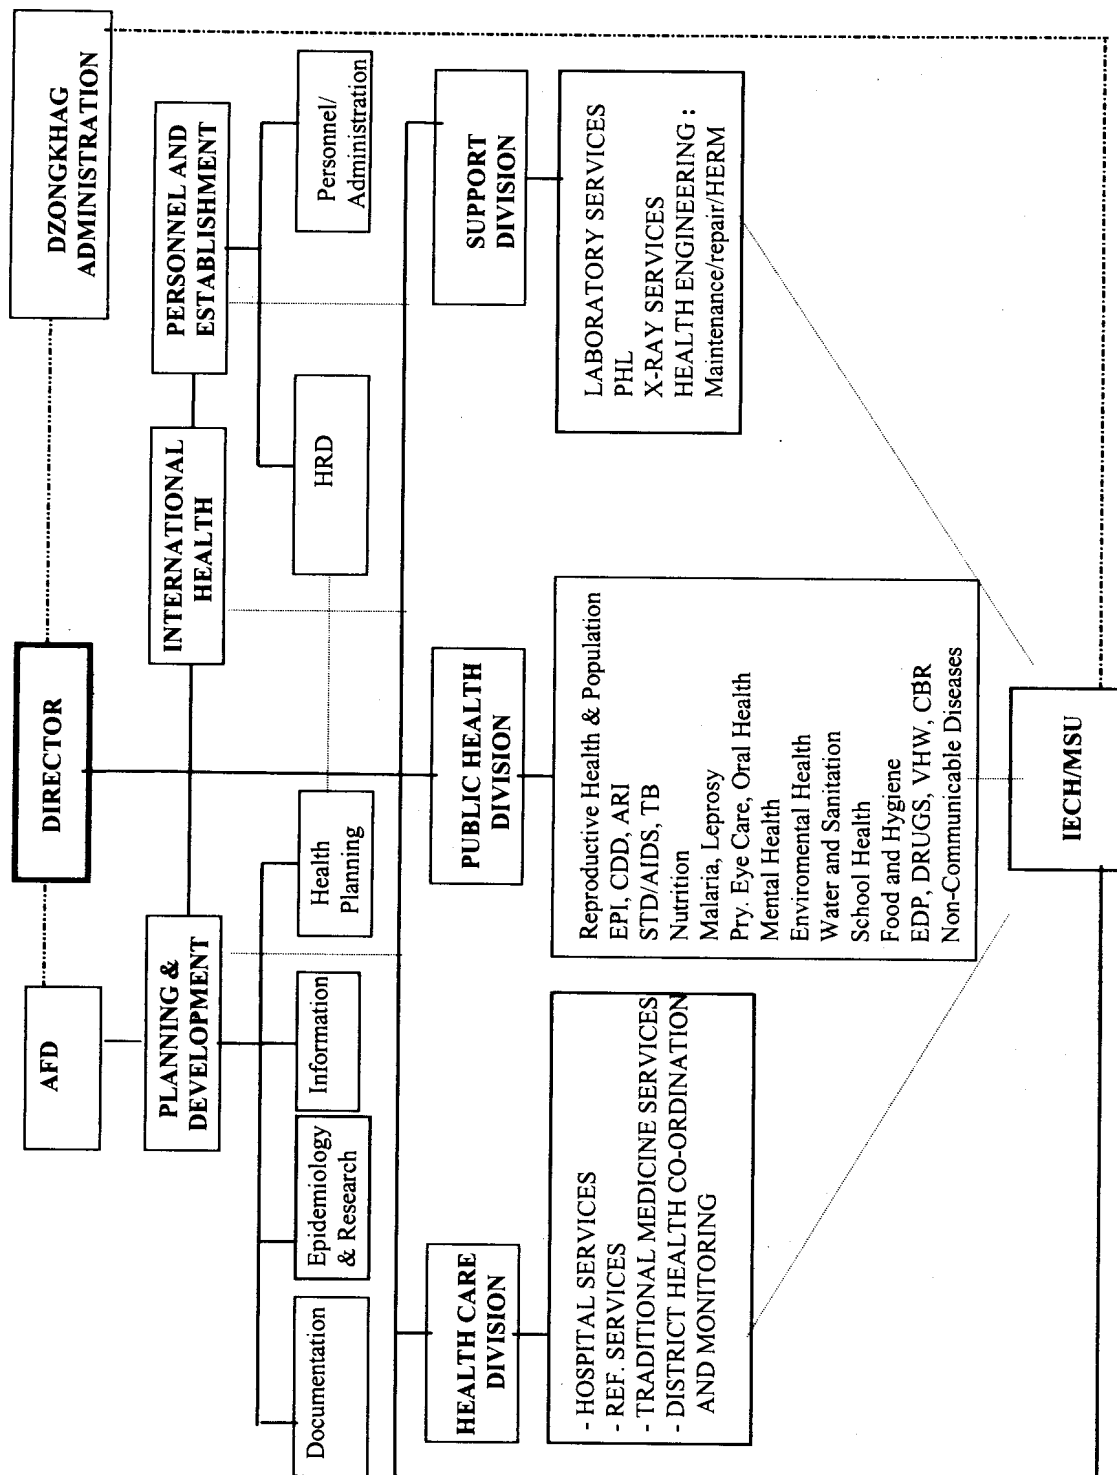 AFD
DIRECTOR
DZONGKHAG
ADMINISTRATION
PLANNING &
DEVELOPMENT
INTERNATIONAL
HEALTH
PERSONNEL AND
ESTABLISHMENT
Documentation
Epidemiology
& Research
Information
Health
Planning
HRD
Personnel/
Administration
HEALTH CARE
DIVISION
PUBLIC HEALTH
DIVISION
SUPPORT
DIVISION
- HOSPITAL SERVICES
- REF. SERVICES
- TRADITIONAL MEDICINE SERVICES
- DISTRICT HEALTH CO-ORDINATION
AND MONITORING
Reproductive Health & Population
EPI, CDD, ARI
STD/AIDS, TB
Nutrition
Malaria, Leprosy
Pry. Eye Care, Oral Health
Mental Health
Enviromental Health
Water and Sanitation
School Health
Food and Hygiene
EDP, DRUGS, VHW, CBR
Non-Communicable Diseases
LABORATORY SERVICES
PHL
X-RAY SERVICES
HEALTH ENGINEERING :
Maintenance/repair/HERM
IECH/MSU